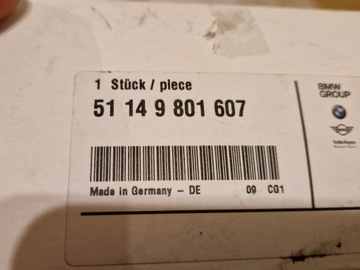 1 Stück / piece
51 14 9 801 607
Made in Germany – DE 09 CG1
BMW
GROUP